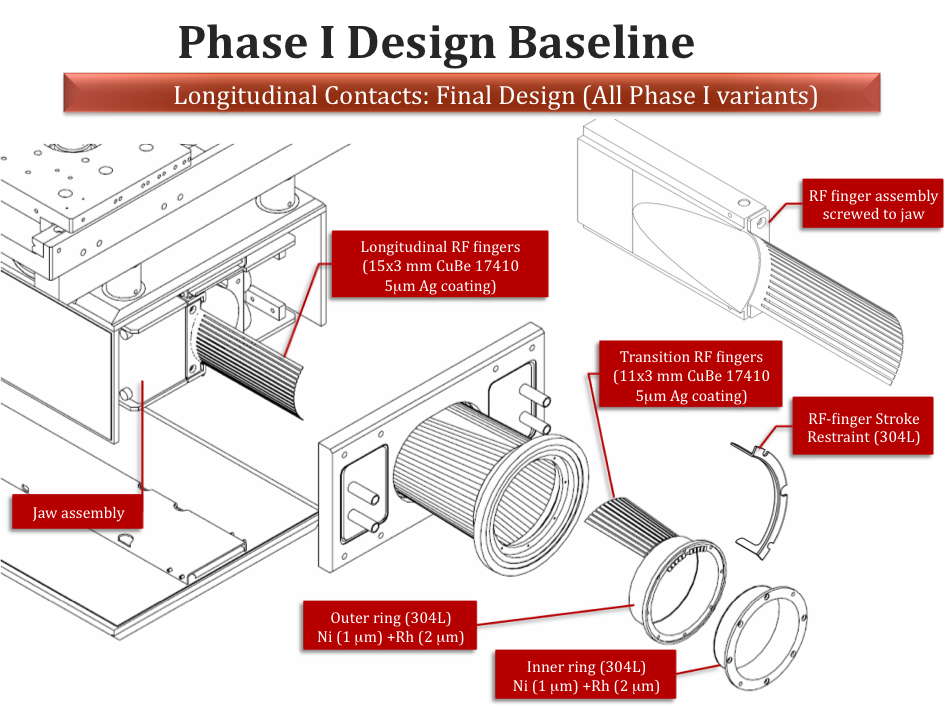 Phase I Design Baseline
Longitudinal Contacts: Final Design (All Phase I variants)
RF finger assembly
screwed to jaw
Longitudinal RF fingers
(15x3 mm CuBe 17410
5μm Ag coating)
Transition RF fingers
(11x3 mm CuBe 17410
5μm Ag coating)
RF-finger Stroke
Restraint (304L)
Jaw assembly
Outer ring (304L)
Ni (1 μm) +Rh (2 μm)
Inner ring (304L)
Ni (1 μm) +Rh (2 μm)